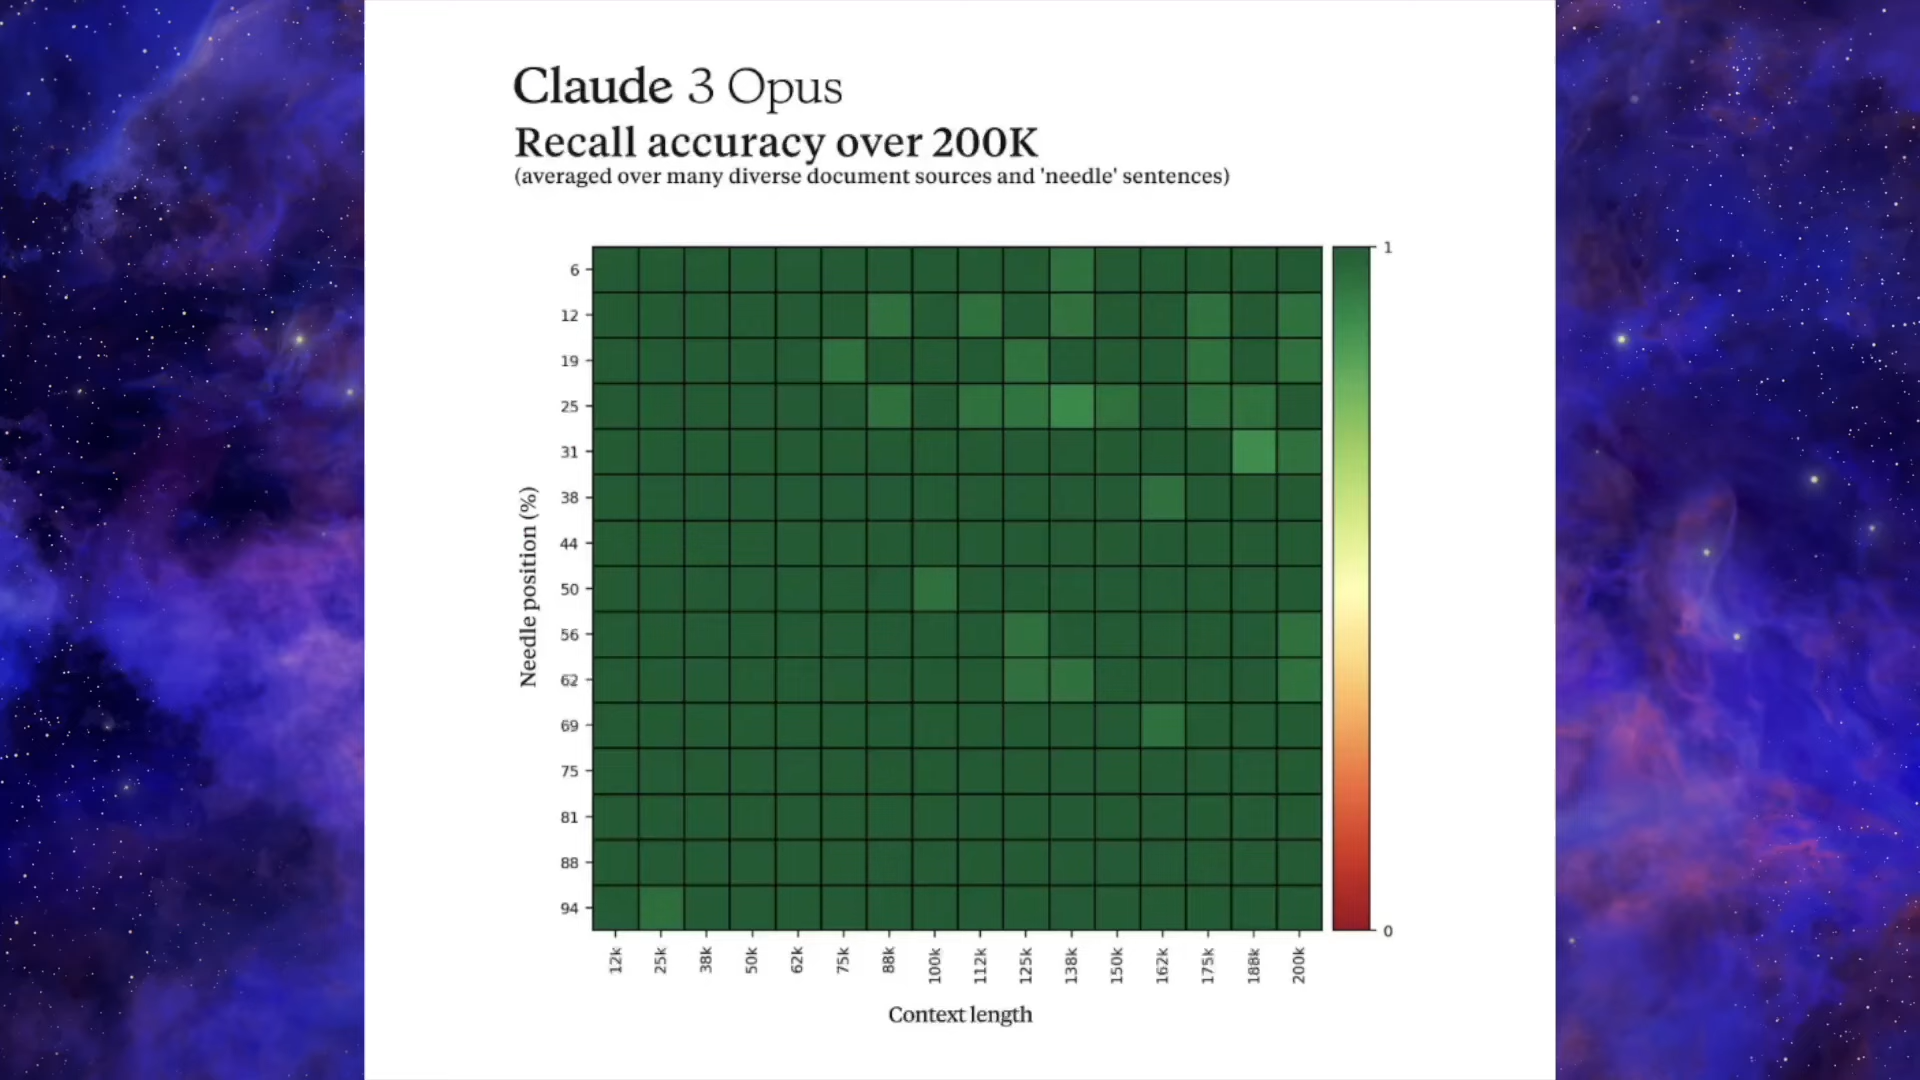 Claude 3 Opus
Recall accuracy over 200K
(averaged over many diverse document sources and 'needle' sentences)
1
6
12
19
25
31
38
44
50
56
62
69
75
81
88
94
0
Needle position (%)
12k
25k
38k
50k
62k
75k
88k
100k
112k
125k
138k
150k
162k
175k
188k
200k
Context length